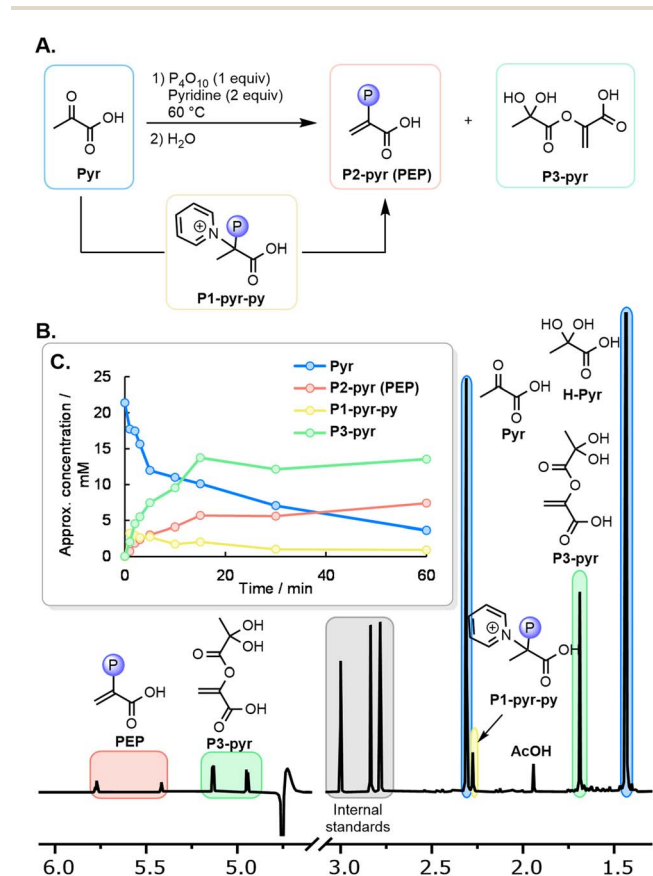 A.
O
OH
O
Pyr
1) P₄O₁₀ (1 equiv)
Pyridine (2 equiv)
60 °C
2) H₂O
P
OH
O
P2-pyr (PEP)
+
HO OH
O
O
OH
O
P3-pyr
+
N
P
OH
O
P1-pyr-py
B.
C.
Approx. concentration /
mM
25
20
15
10
5
0
0
20
40
60
Time / min
Pyr
P2-pyr (PEP)
P1-pyr-py
P3-pyr
HO OH
OH
O
H-Pyr
O
OH
O
Pyr
OH
OH
O
O
OH
O
P3-pyr
+
N
P
OH
O
P1-pyr-py
AcOH
P
OH
O
PEP
OH
OH
O
O
OH
O
P3-pyr
Internal
standards
6.0
5.5
5.0
3.0
2.5
2.0
1.5